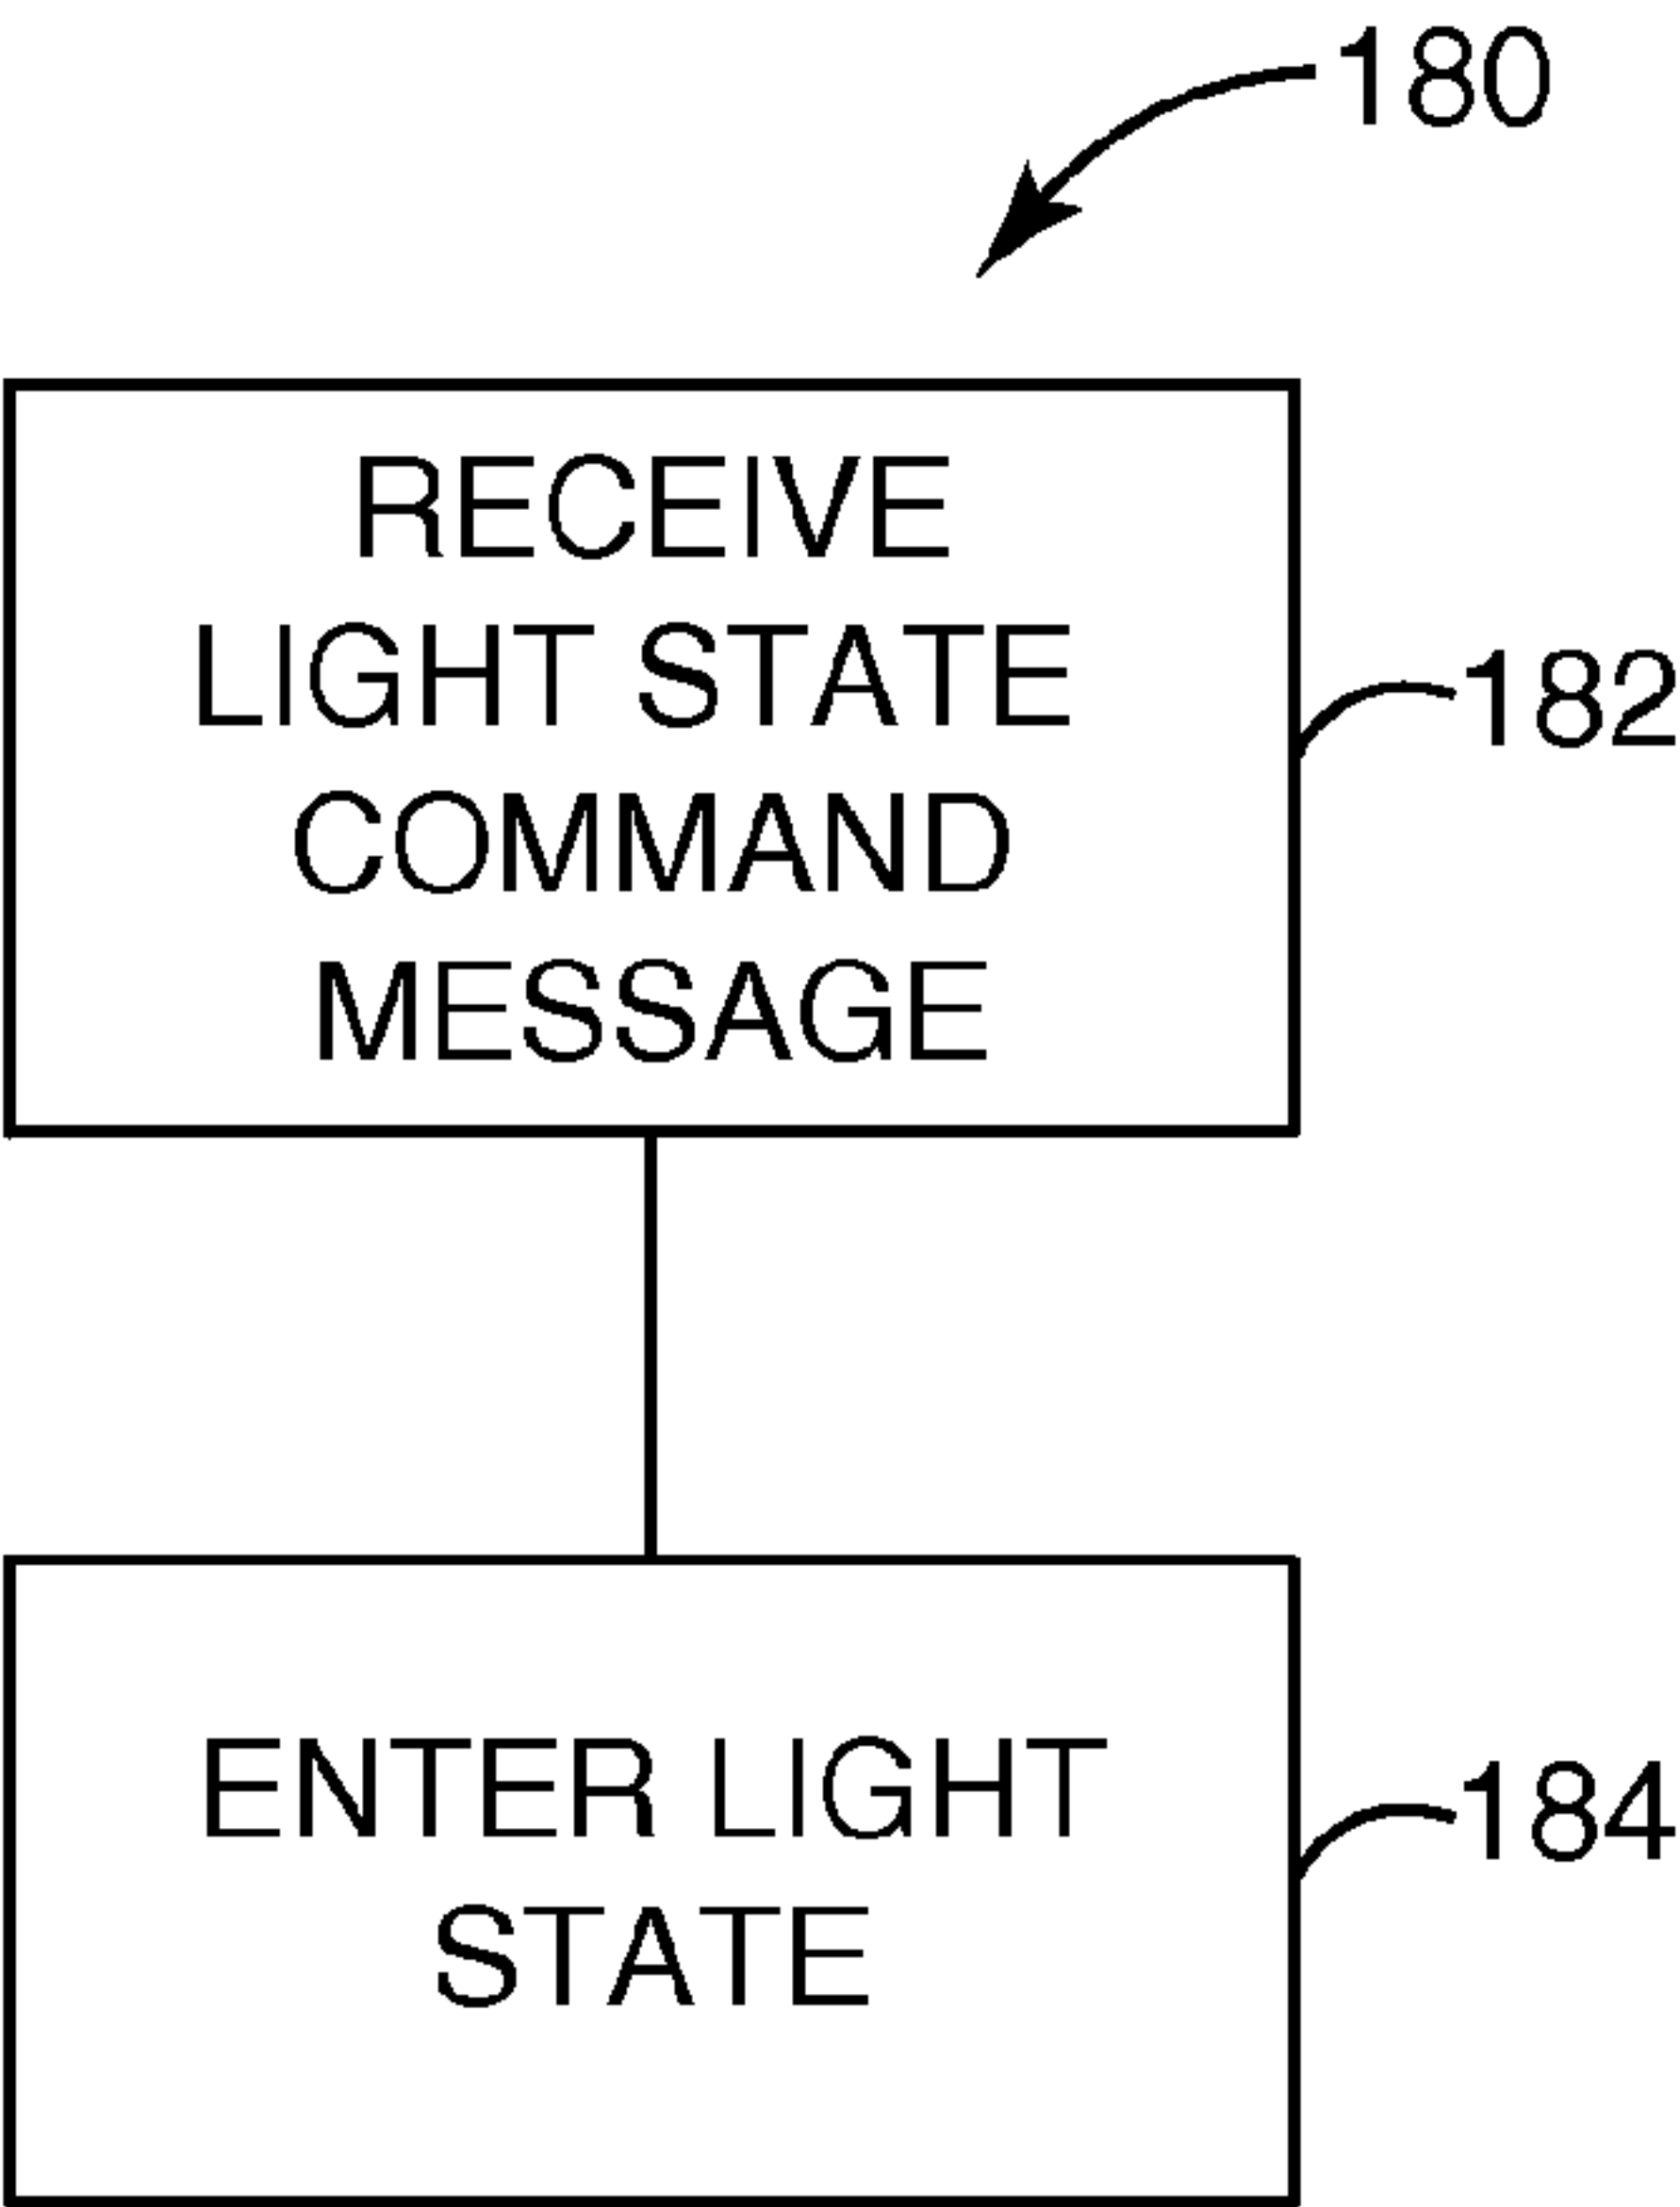 180
RECEIVE
LIGHT STATE
COMMAND
MESSAGE
182
ENTER LIGHT
STATE
184